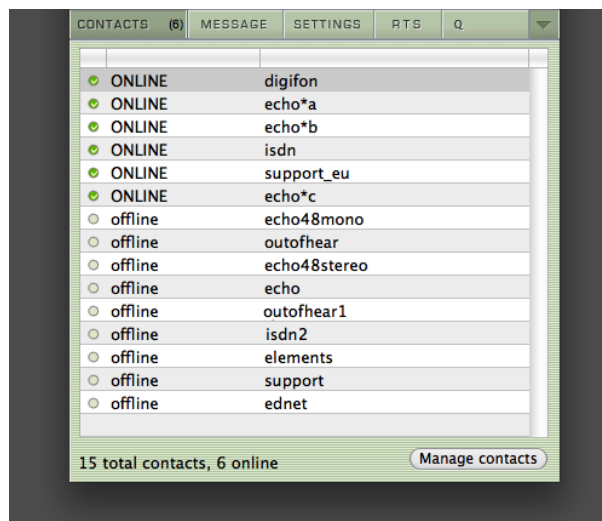 CONTACTS (6) MESSAGE SETTINGS RTS Q
ONLINE digifon
ONLINE echo*a
ONLINE echo*b
ONLINE isdn
ONLINE support_eu
ONLINE echo*c
offline echo48mono
offline outofhear
offline echo48stereo
offline echo
offline outofhear1
offline isdn2
offline elements
offline support
offline ednet
15 total contacts, 6 online Manage contacts